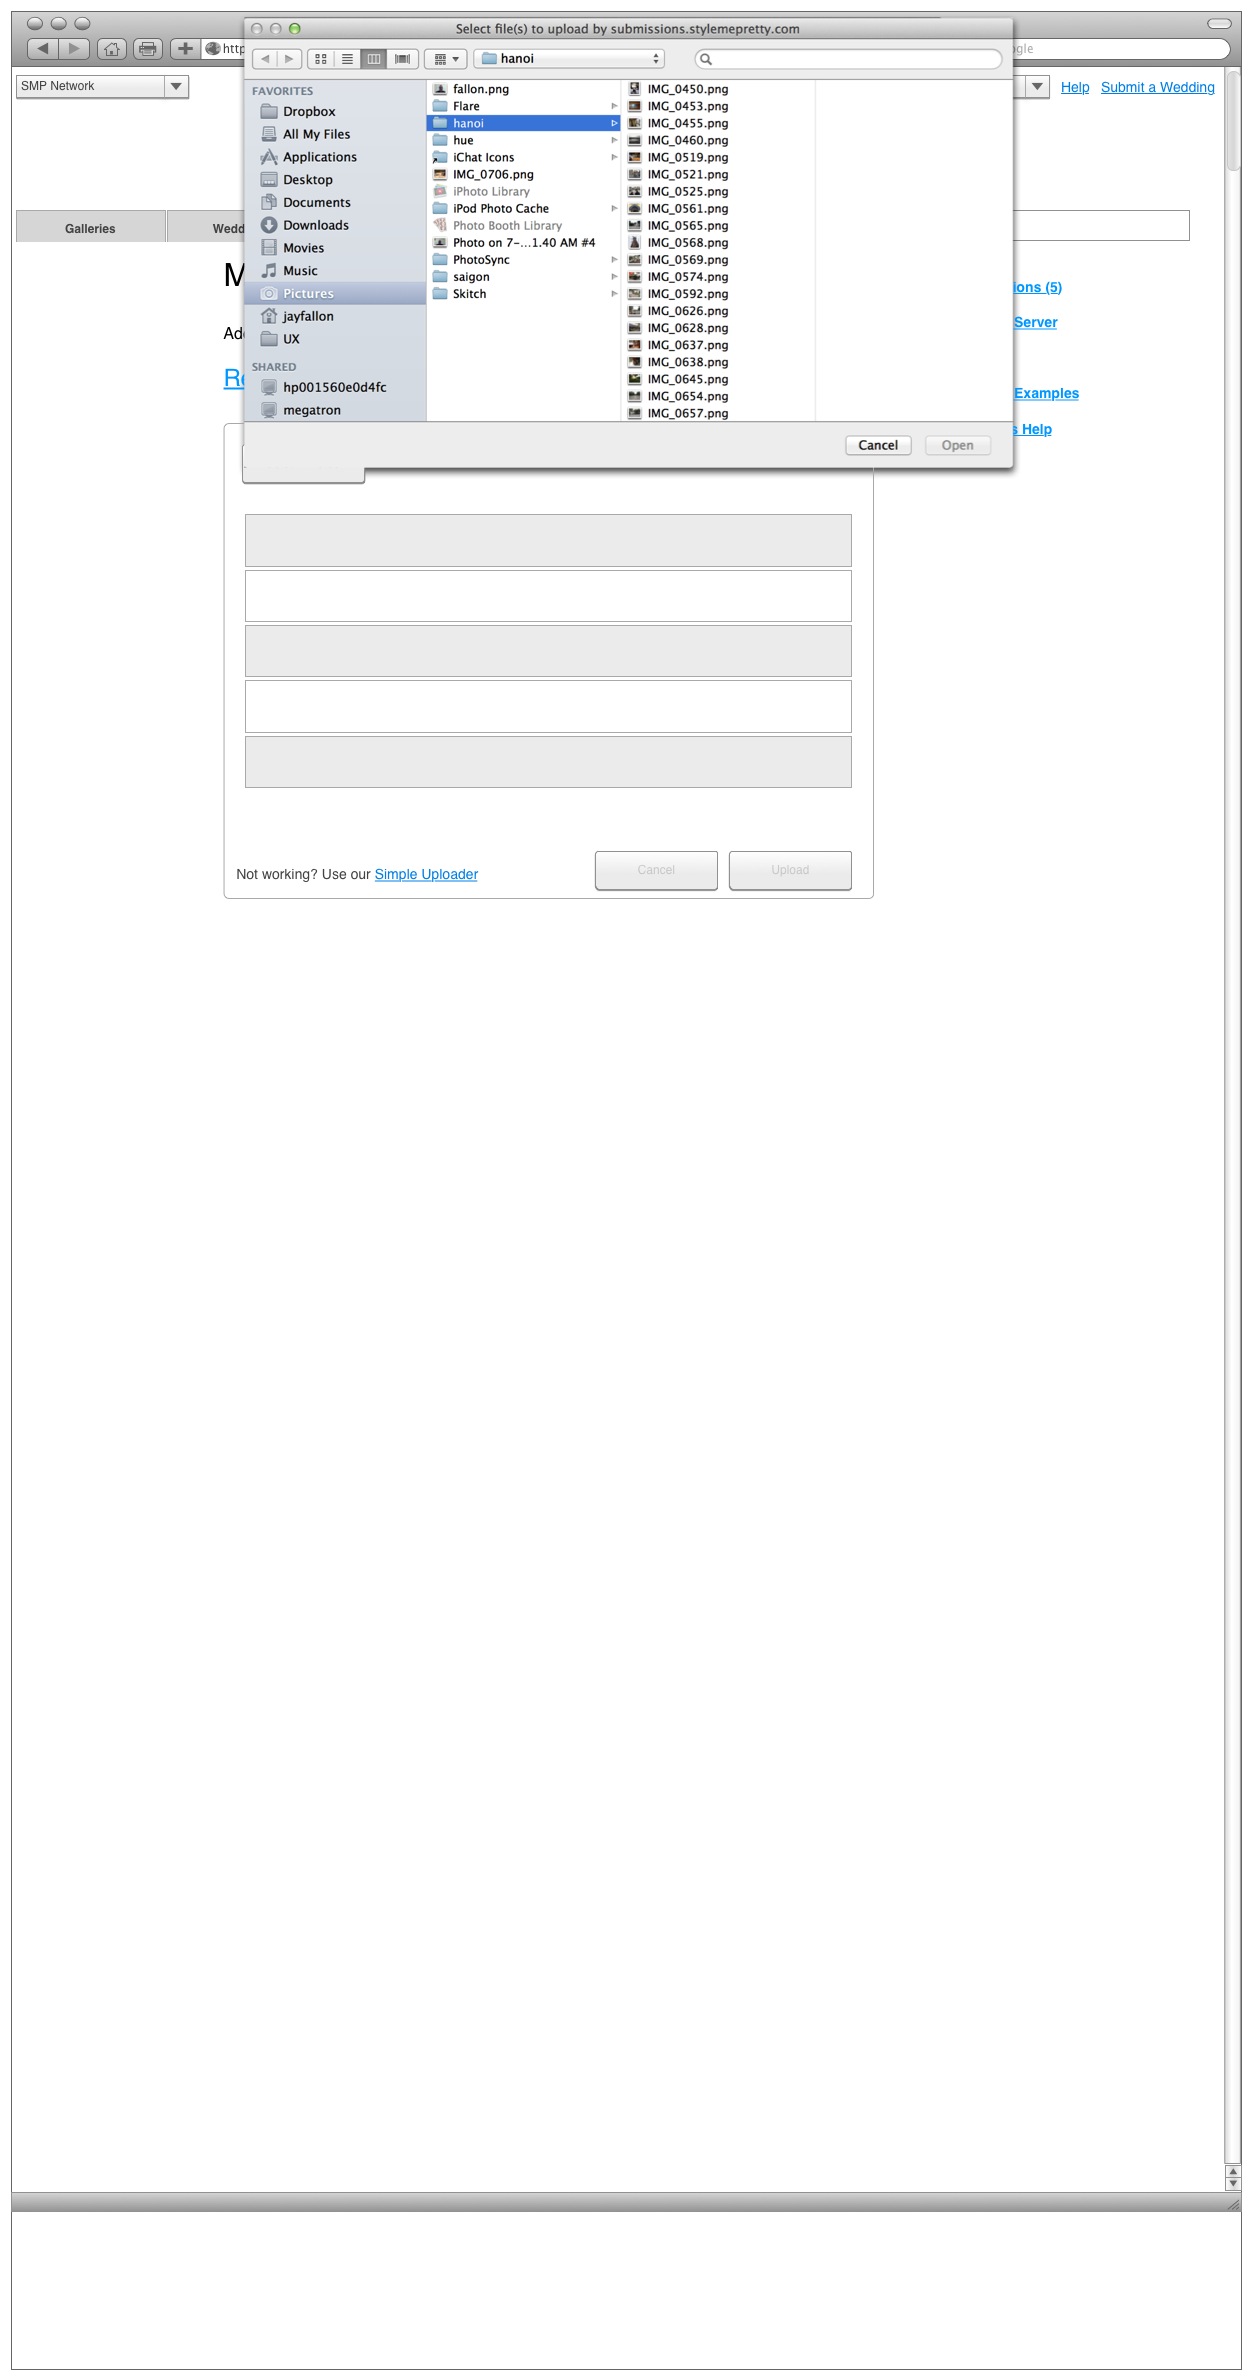 Select file(s) to upload by submissions.stylemepretty.com
hanoi
SMP Network
Help Submit a Wedding
FAVORITES
Dropbox
All My Files
Applications
Desktop
Documents
Downloads
Movies
Music
Pictures
jayfallon
UX
SHARED
hp001560e0d4fc
megatron
fallon.png
Flare
hanoi
hue
iChat Icons
IMG_0706.png
iPhoto Library
iPod Photo Cache
Photo Booth Library
Photo on 7-...1.40 AM #4
PhotoSync
saigon
Skitch
IMG_0450.png
IMG_0453.png
IMG_0455.png
IMG_0460.png
IMG_0519.png
IMG_0521.png
IMG_0525.png
IMG_0561.png
IMG_0565.png
IMG_0568.png
IMG_0569.png
IMG_0574.png
IMG_0592.png
IMG_0626.png
IMG_0628.png
IMG_0637.png
IMG_0638.png
IMG_0645.png
IMG_0654.png
IMG_0657.png
Cancel Open
Galleries
(5)
Server
Examples
Help
Not working? Use our Simple Uploader
Cancel
Upload